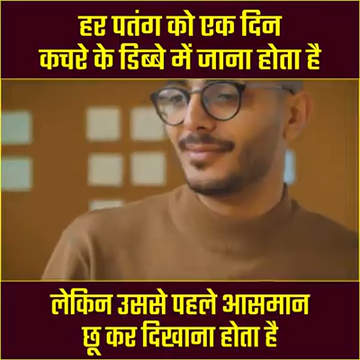 हर पतंग को एक दिन
कचरे के डिब्बे में जाना होता है
लेकिन उससे पहले आसमान
छू कर दिखाना होता है